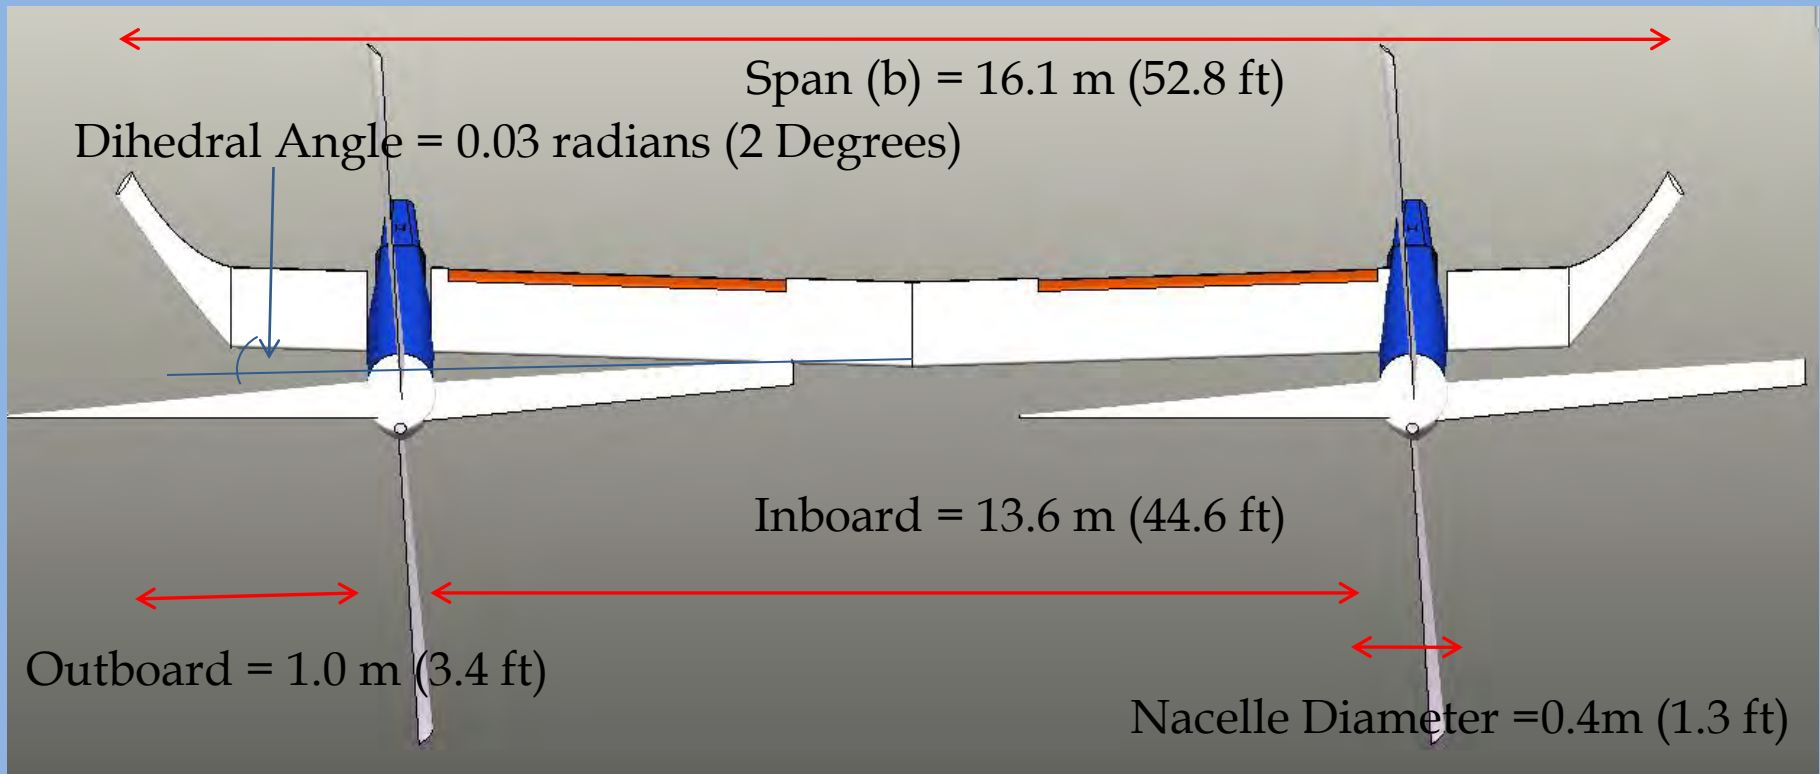 Span (b) = 16.1 m (52.8 ft)
Dihedral Angle = 0.03 radians (2 Degrees)
Inboard = 13.6 m (44.6 ft)
Outboard = 1.0 m (3.4 ft)
Nacelle Diameter =0.4m (1.3 ft)